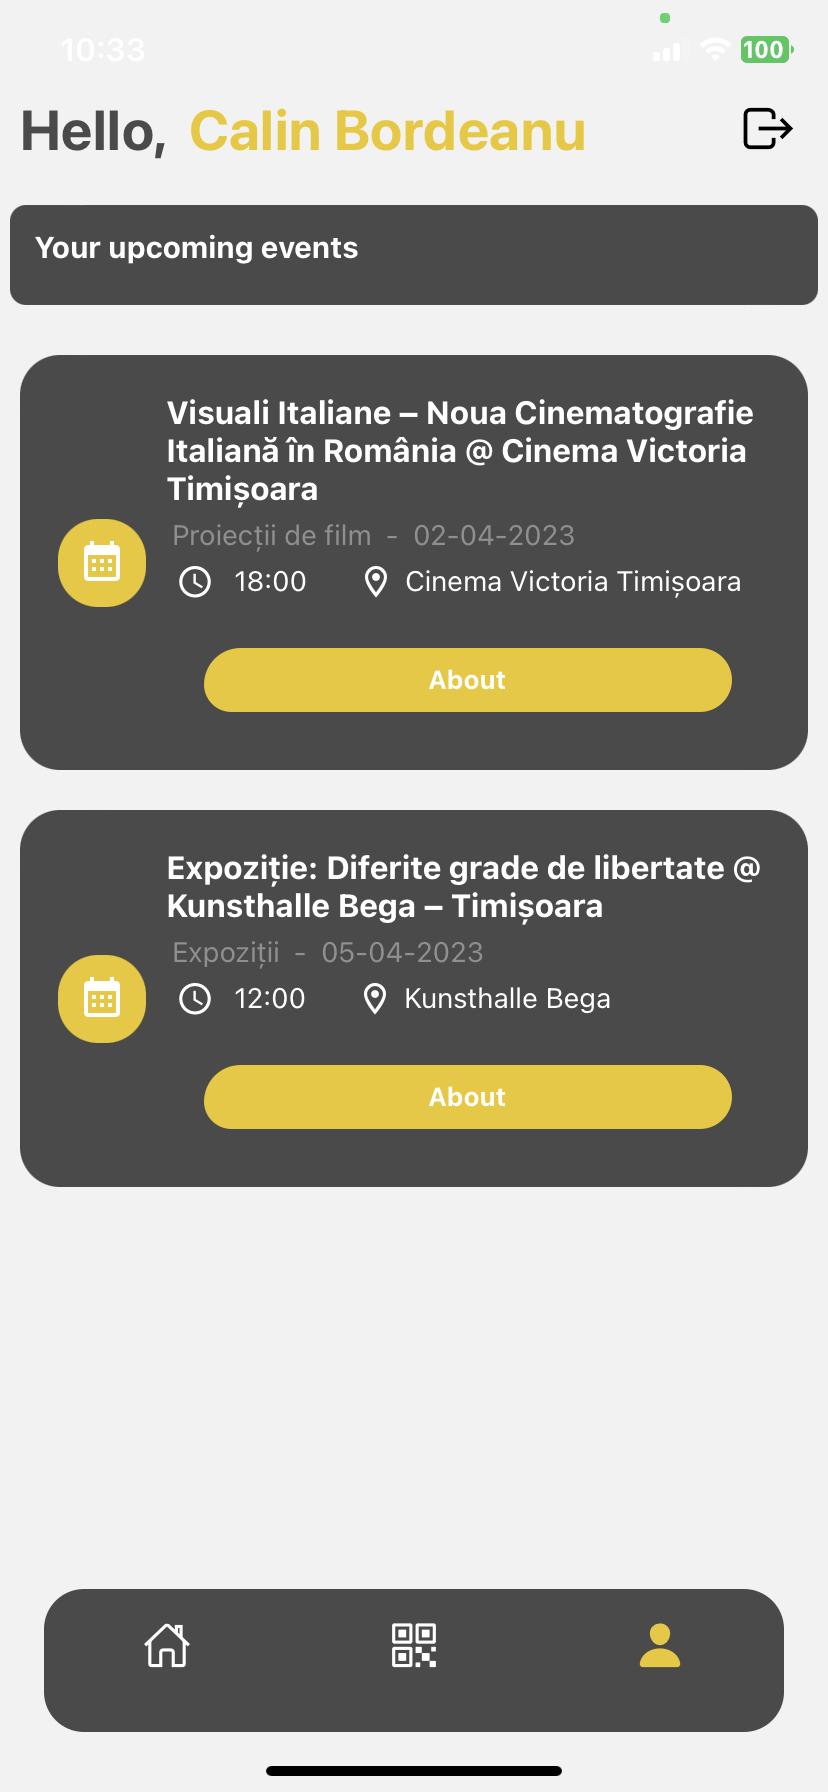 10:33
100
Hello, Calin Bordeanu
Your upcoming events
Visuali Italiane – Noua Cinematografie
Italiană în România @ Cinema Victoria
Timișoara
Proiecții de film - 02-04-2023
18:00 Cinema Victoria Timișoara
About
Expoziție: Diferite grade de libertate @
Kunsthalle Bega – Timișoara
Expoziții - 05-04-2023
12:00 Kunsthalle Bega
About